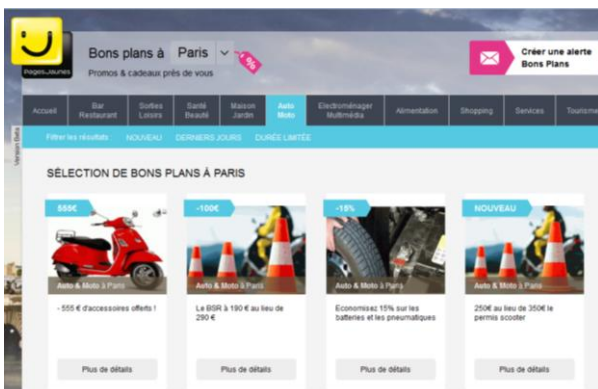 PagesJaunes
Bons plans à Paris
Promos & cadeaux près de vous
%
Créer une alerte
Bons Plans
Accueil
Bar
Restaurant
Sorties
Loisirs
Santé
Beauté
Maison
Jardin
Auto
Moto
Electroménager
Multimédia
Alimentation
Shopping
Services
Tourisme
Version Beta
Filtrer les résultats NOUVEAU DERNIERS JOURS DURÉE LIMITÉE
SÉLECTION DE BONS PLANS À PARIS
555€
Auto & Moto à Paris
- 555 € d'accessoires offerts !
Plus de détails
-100€
Auto & Moto à Paris
Le BSR à 190 € au lieu de
290 €
Plus de détails
-15%
Auto & Moto à Paris
Economisez 15% sur les
batteries et les pneumatiques
Plus de détails
NOUVEAU
Auto & Moto à Paris
250€ au lieu de 350€ le
permis scooter
Plus de détails